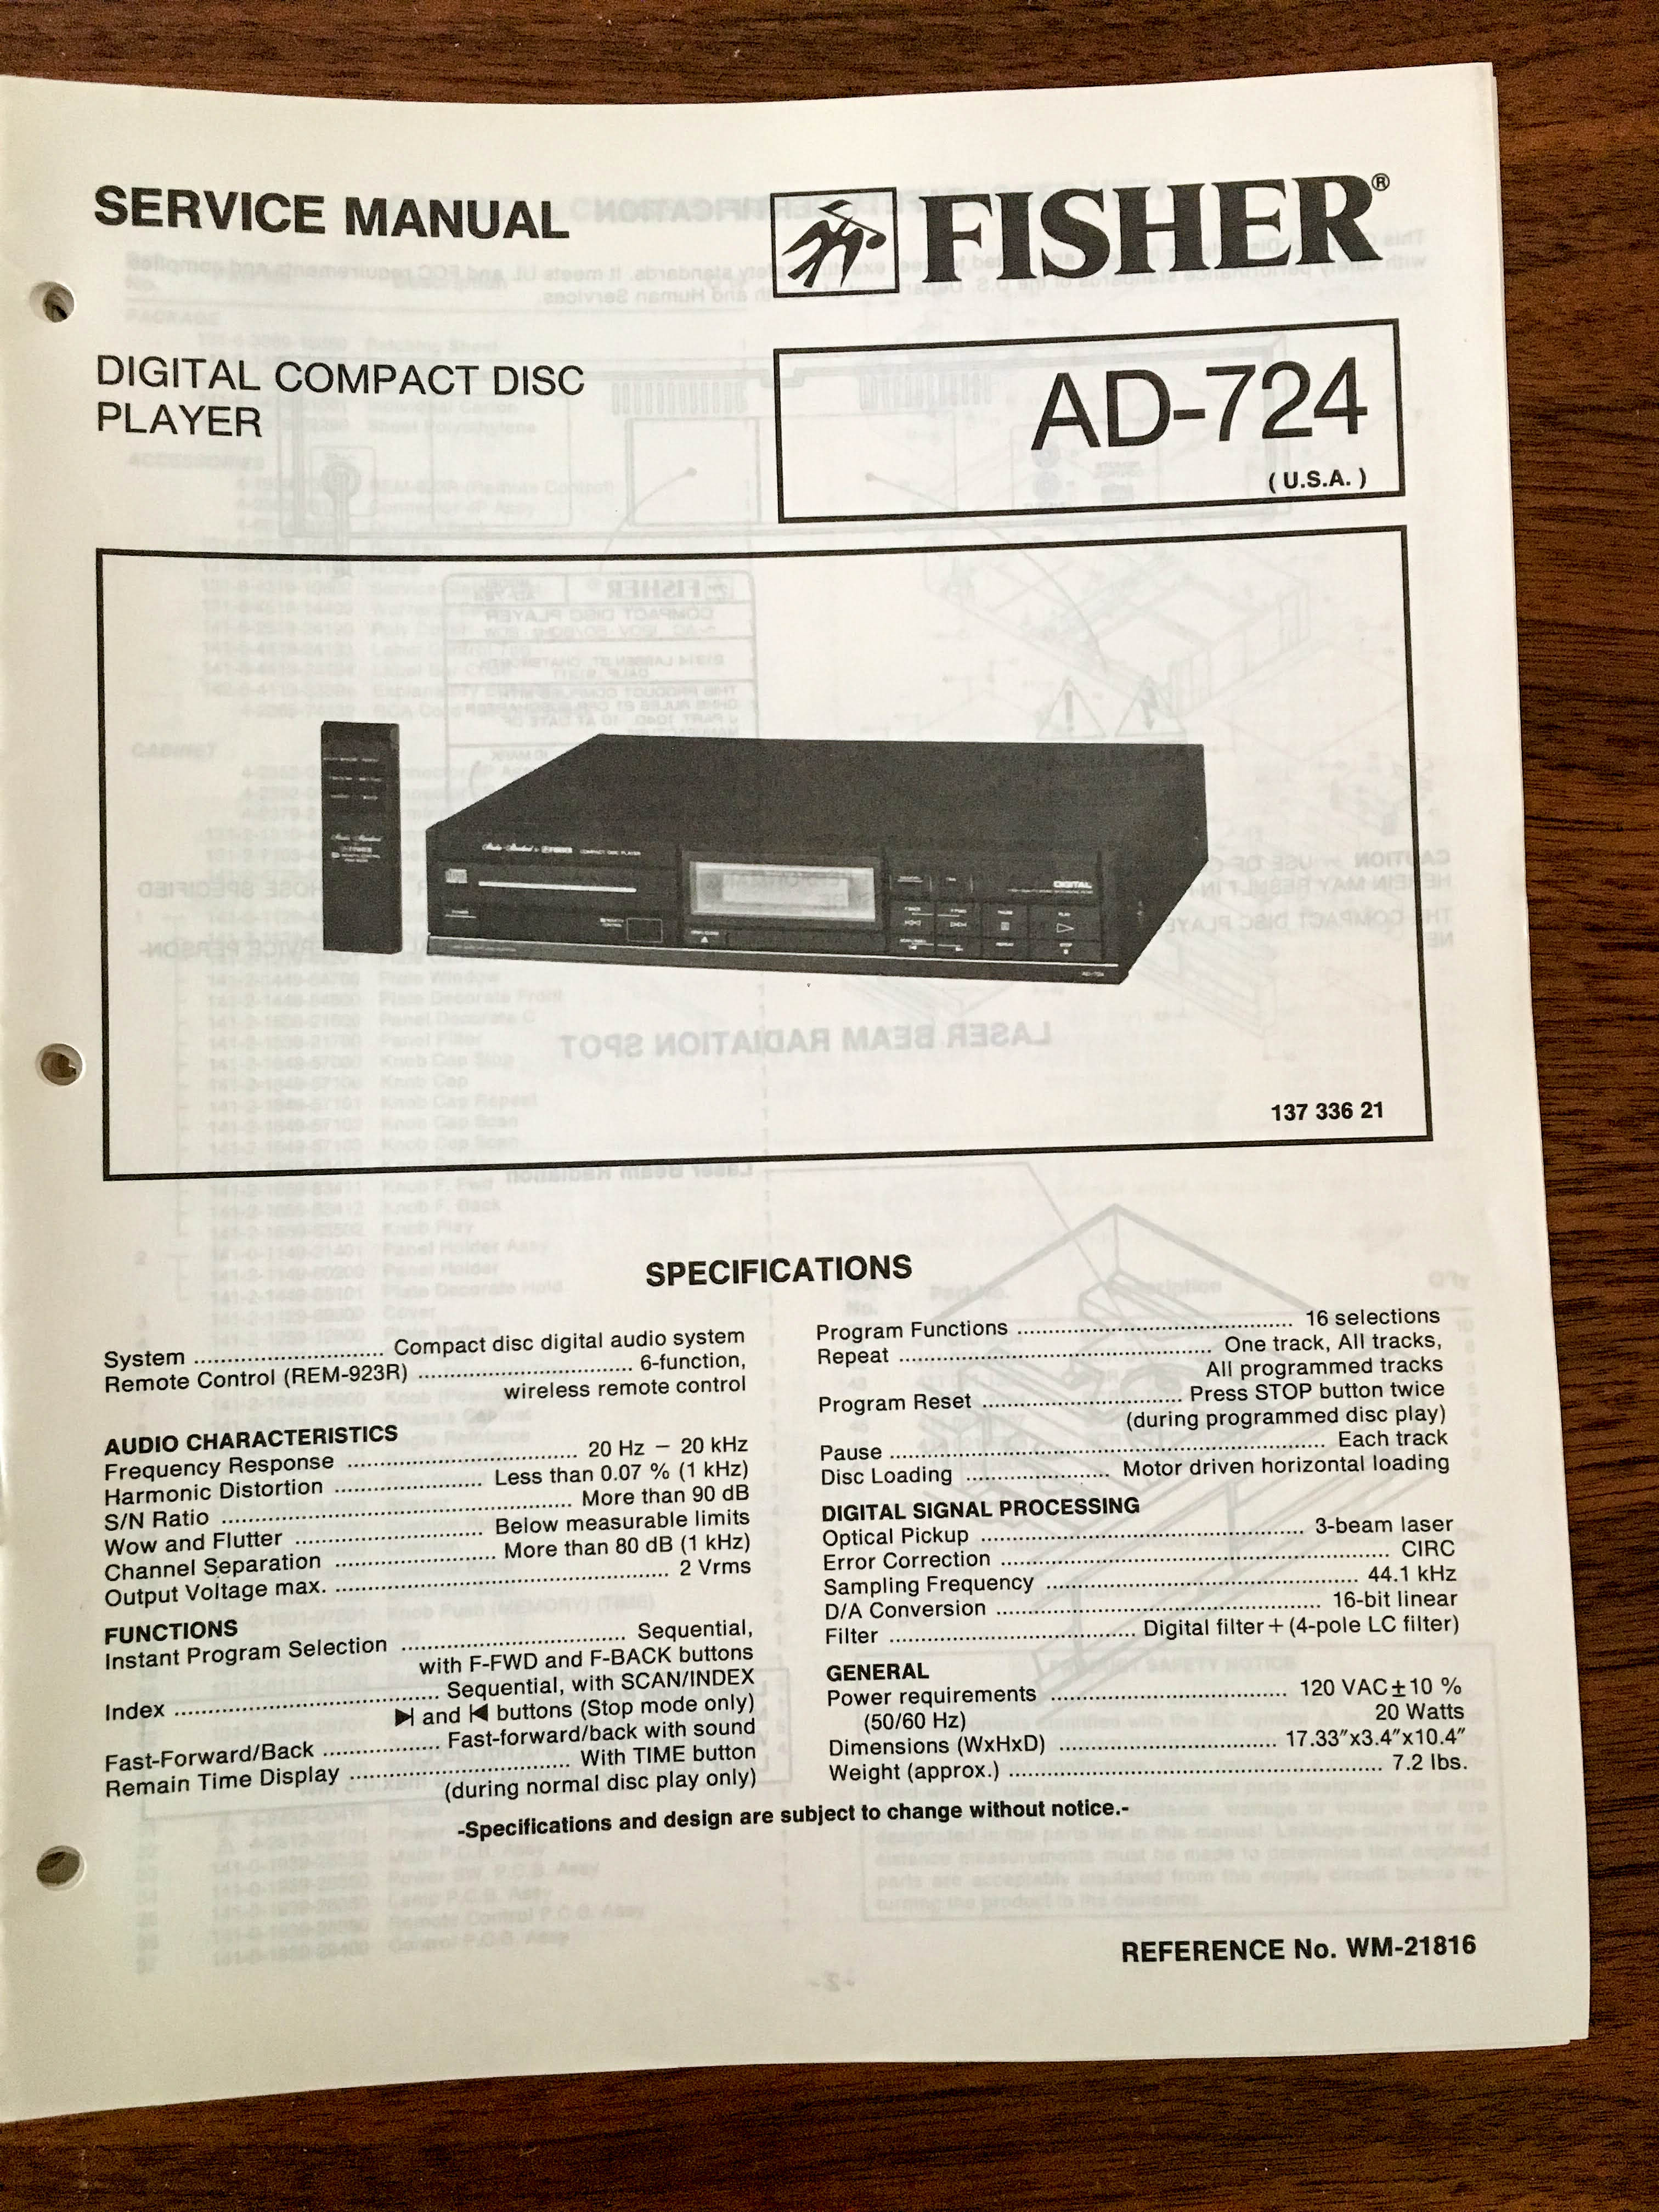 SERVICE MANUAL
FISHER®
DIGITAL COMPACT DISC
PLAYER
AD-724
( U.S.A. )
DIGITAL
AD-724
137 336 21
SPECIFICATIONS
System ........ Compact disc digital audio system
Remote Control (REM-923R) ........ 6-function,
wireless remote control
AUDIO CHARACTERISTICS
Frequency Response ........ 20 Hz – 20 kHz
Harmonic Distortion ........ Less than 0.07 % (1 kHz)
S/N Ratio ........ More than 90 dB
Wow and Flutter ........ Below measurable limits
Channel Separation ........ More than 80 dB (1 kHz)
Output Voltage max. ........ 2 Vrms
FUNCTIONS
Instant Program Selection ........ Sequential,
with F-FWD and F-BACK buttons
Index ........ Sequential, with SCAN/INDEX
▶| and |◀ buttons (Stop mode only)
Fast-Forward/Back ........ Fast-forward/back with sound
Remain Time Display ........ With TIME button
(during normal disc play only)
Program Functions ........ 16 selections
Repeat ........ One track, All tracks,
All programmed tracks
Program Reset ........ Press STOP button twice
(during programmed disc play)
Pause ........ Each track
Disc Loading ........ Motor driven horizontal loading
DIGITAL SIGNAL PROCESSING
Optical Pickup ........ 3-beam laser
Error Correction ........ CIRC
Sampling Frequency ........ 44.1 kHz
D/A Conversion ........ 16-bit linear
Filter ........ Digital filter + (4-pole LC filter)
GENERAL
Power requirements ........ 120 VAC±10 %
(50/60 Hz) 20 Watts
Dimensions (WxHxD) ........ 17.33″x3.4″x10.4″
Weight (approx.) ........ 7.2 lbs.
-Specifications and design are subject to change without notice.-
REFERENCE No. WM-21816